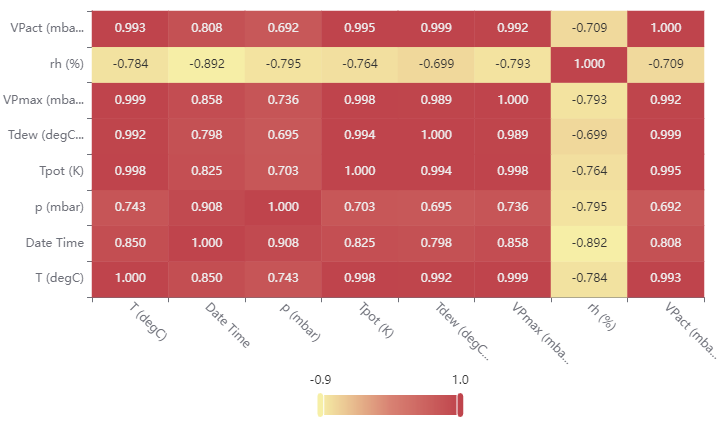 VPact (mba... 0.993 0.808 0.692 0.995 0.999 0.992 -0.709 1.000
rh (%) -0.784 -0.892 -0.795 -0.764 -0.699 -0.793 1.000 -0.709
VPmax (mba... 0.999 0.858 0.736 0.998 0.989 1.000 -0.793 0.992
Tdew (degC... 0.992 0.798 0.695 0.994 1.000 0.989 -0.699 0.999
Tpot (K) 0.998 0.825 0.703 1.000 0.994 0.998 -0.764 0.995
p (mbar) 0.743 0.908 1.000 0.703 0.695 0.736 -0.795 0.692
Date Time 0.850 1.000 0.908 0.825 0.798 0.858 -0.892 0.808
T (degC) 1.000 0.850 0.743 0.998 0.992 0.999 -0.784 0.993
T (degC) Date Time p (mbar) Tpot (K) Tdew (degC... VPmax (mba... rh (%) VPact (mba...
-0.9 1.0